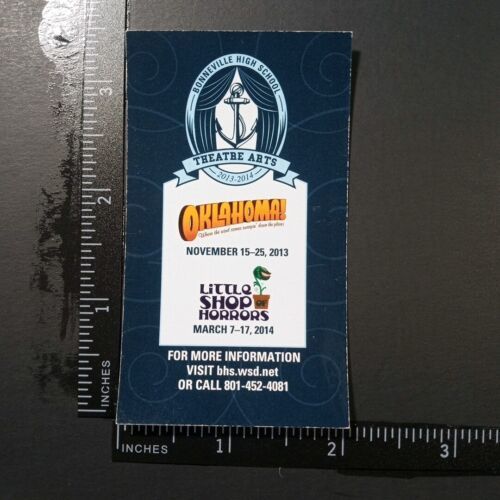 BONNEVILLE HIGH SCHOOL
THEATRE ARTS
2013-2014
OKLAHOMA!
"Where the wind comes sweepin' down the plain"
NOVEMBER 15–25, 2013
LITTLE
SHOP OF
HORRORS
MARCH 7–17, 2014
FOR MORE INFORMATION
VISIT bhs.wsd.net
OR CALL 801-452-4081
3
2
1
INCHES
INCHES 1 2 3